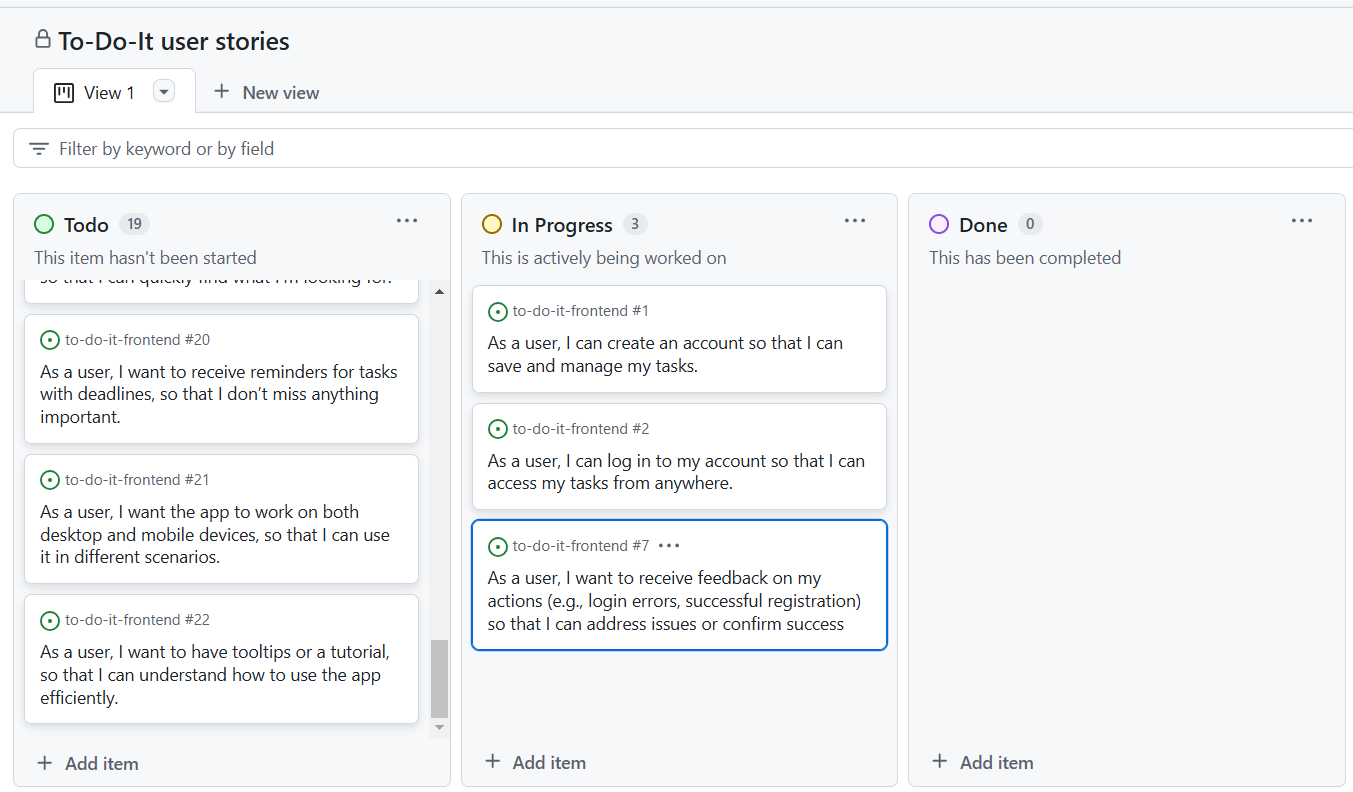 To-Do-It user stories
View 1
New view
Filter by keyword or by field
Todo 19
This item hasn't been started
so that I can quickly find what I'm looking for.
to-do-it-frontend #20
As a user, I want to receive reminders for tasks
with deadlines, so that I don’t miss anything
important.
to-do-it-frontend #21
As a user, I want the app to work on both
desktop and mobile devices, so that I can use
it in different scenarios.
to-do-it-frontend #22
As a user, I want to have tooltips or a tutorial,
so that I can understand how to use the app
efficiently.
Add item
In Progress 3
This is actively being worked on
to-do-it-frontend #1
As a user, I can create an account so that I can
save and manage my tasks.
to-do-it-frontend #2
As a user, I can log in to my account so that I can
access my tasks from anywhere.
to-do-it-frontend #7
As a user, I want to receive feedback on my
actions (e.g., login errors, successful registration)
so that I can address issues or confirm success
Add item
Done 0
This has been completed
Add item